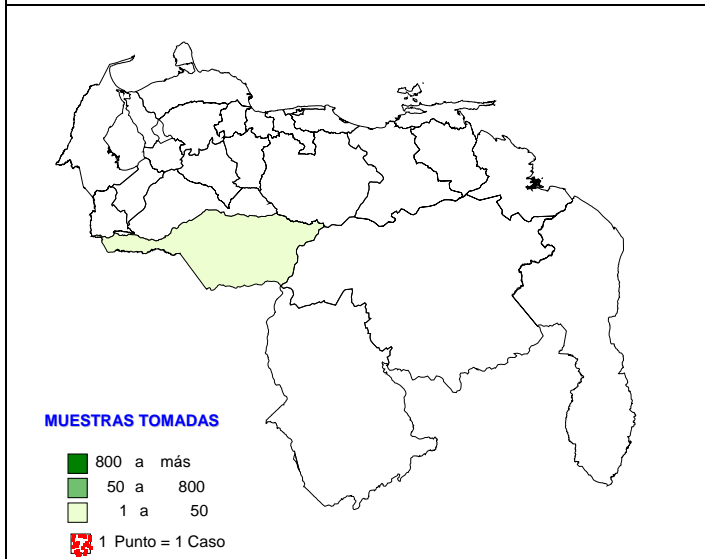 MUESTRAS TOMADAS
800 a más
50 a 800
1 a 50
1 Punto = 1 Caso